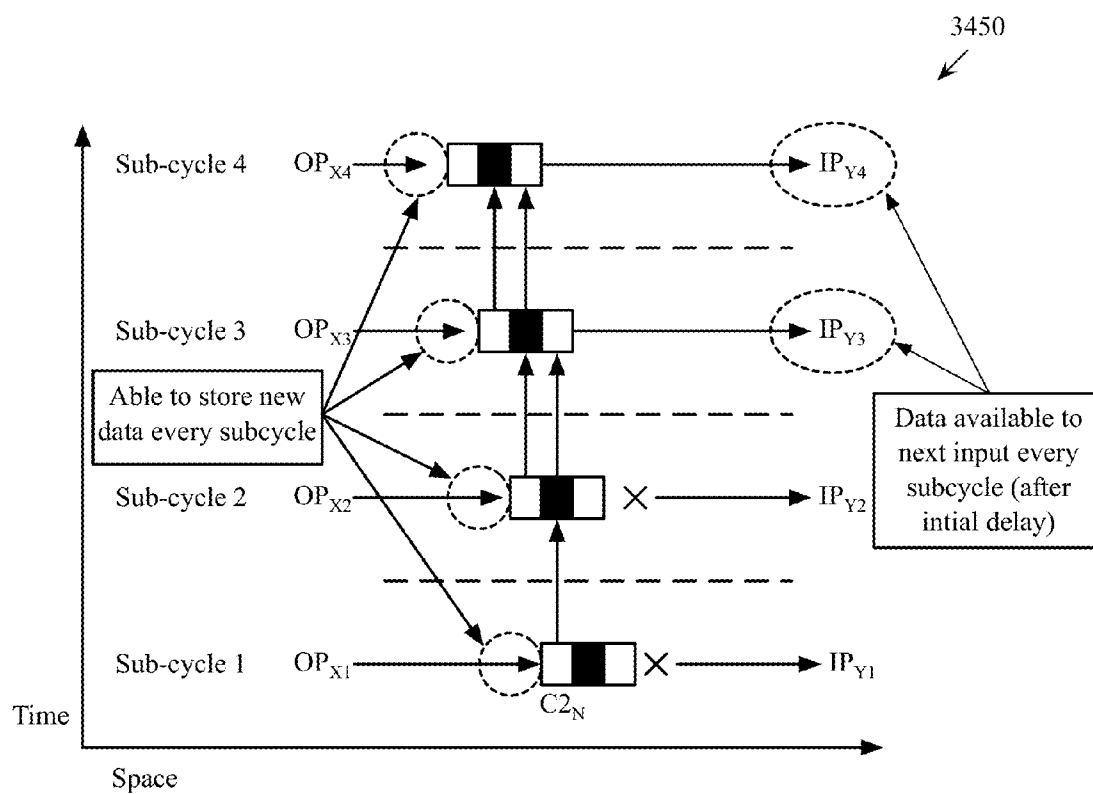 3450
Sub-cycle 4 OPX4 IPY4
Sub-cycle 3 OPX3 IPY3
Able to store new
data every subcycle
Data available to
next input every
subcycle (after
intial delay)
Sub-cycle 2 OPX2 IPY2
Sub-cycle 1 OPX1 IPY1
C2N
Time
Space